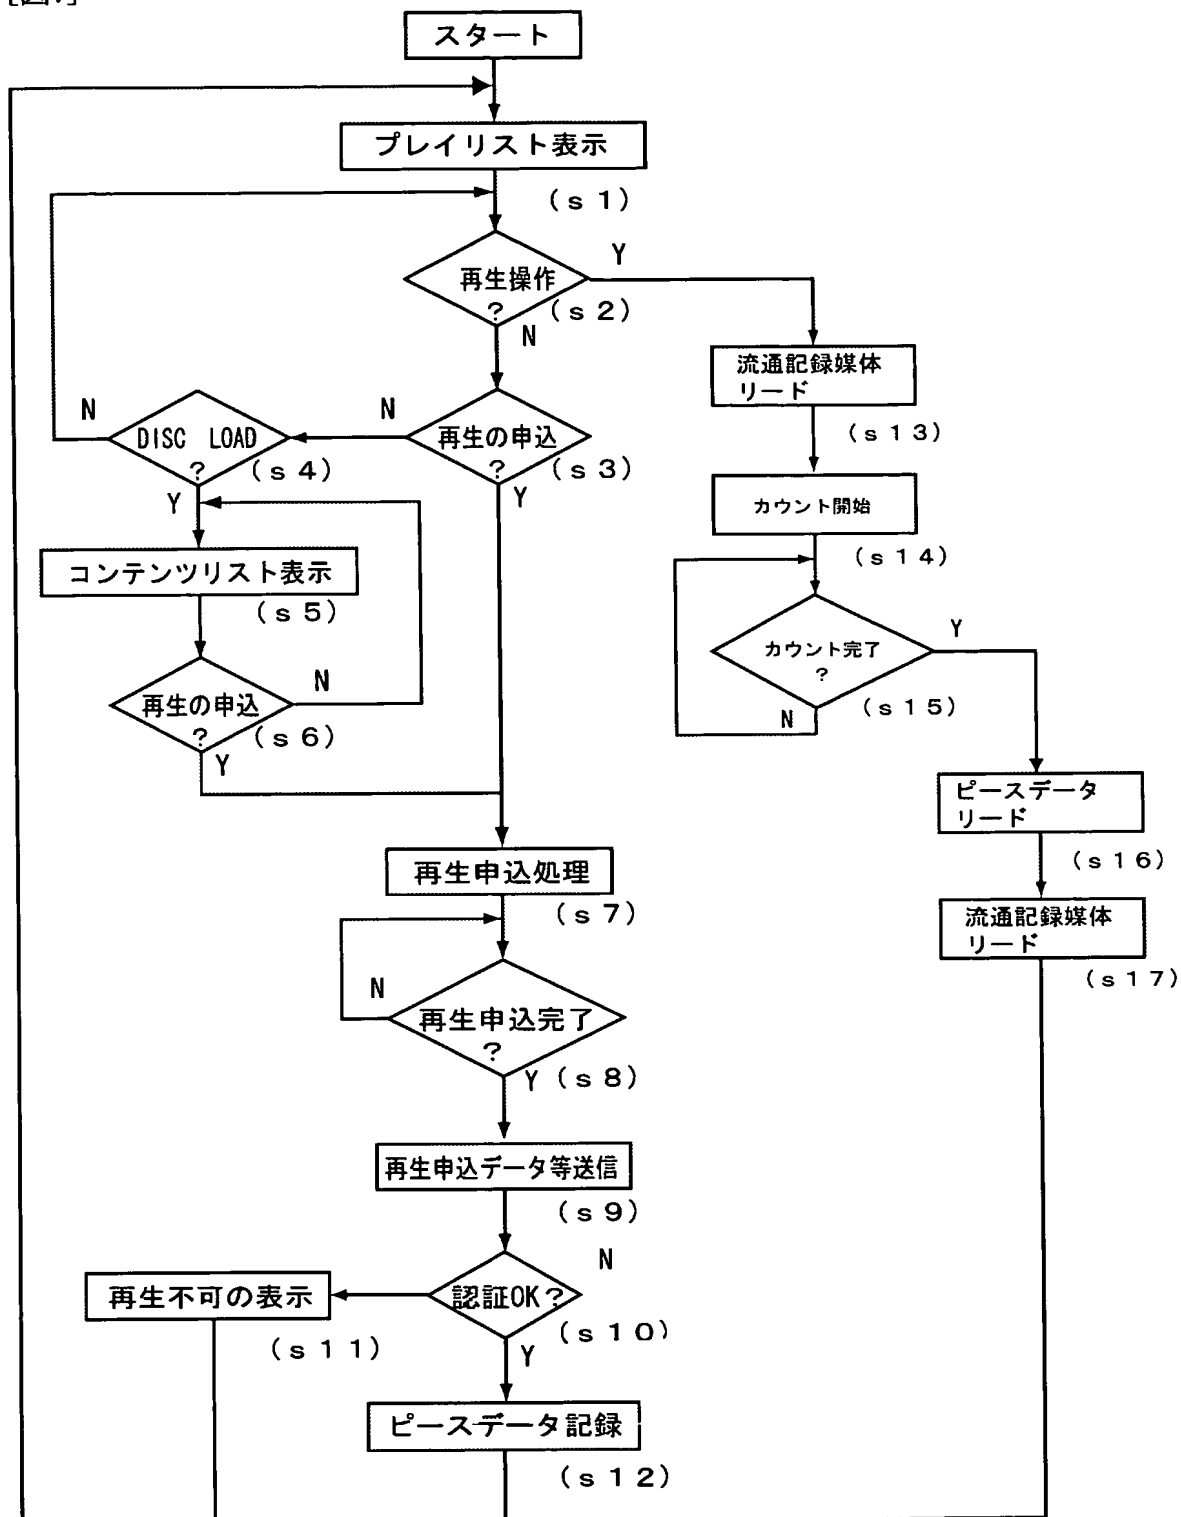 スタート
プレイリスト表示
(s1)
再生操作
?
(s2)
Y
N
流通記録媒体
リード
(s13)
再生の申込
?
(s3)
N
Y
DISC LOAD
?
(s4)
N
Y
カウント開始
(s14)
コンテンツリスト表示
(s5)
カウント完了
?
(s15)
Y
N
再生の申込
?
(s6)
N
Y
ピースデータ
リード
(s16)
再生申込処理
(s7)
流通記録媒体
リード
(s17)
再生申込完了
?
(s8)
N
Y
再生申込データ等送信
(s9)
認証OK?
(s10)
N
Y
再生不可の表示
(s11)
ピースデータ記録
(s12)